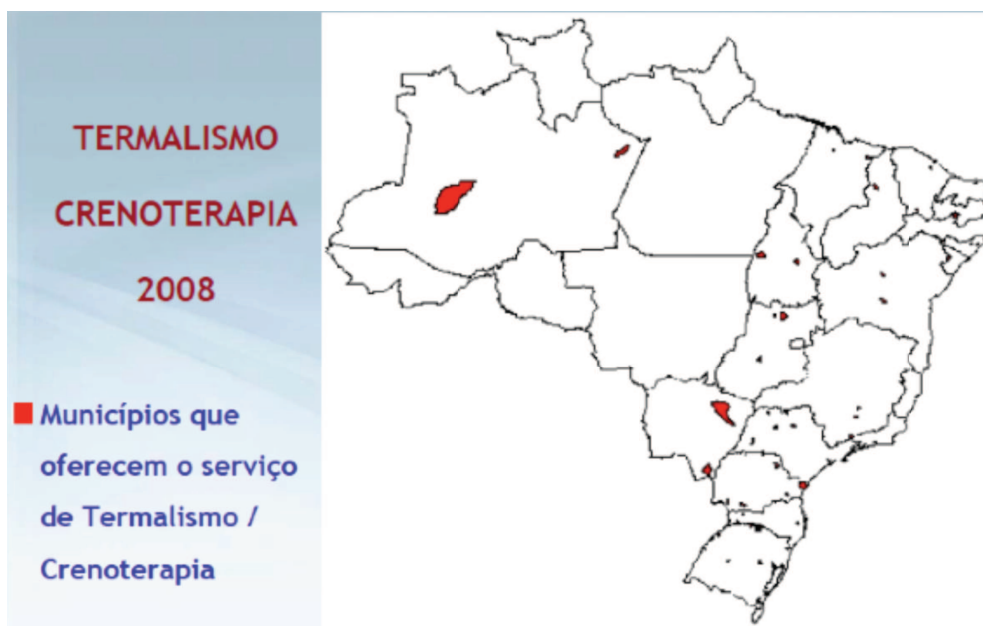 TERMALISMO
CRENOTERAPIA
2008
Municípios que
oferecem o serviço
de Termalismo /
Crenoterapia